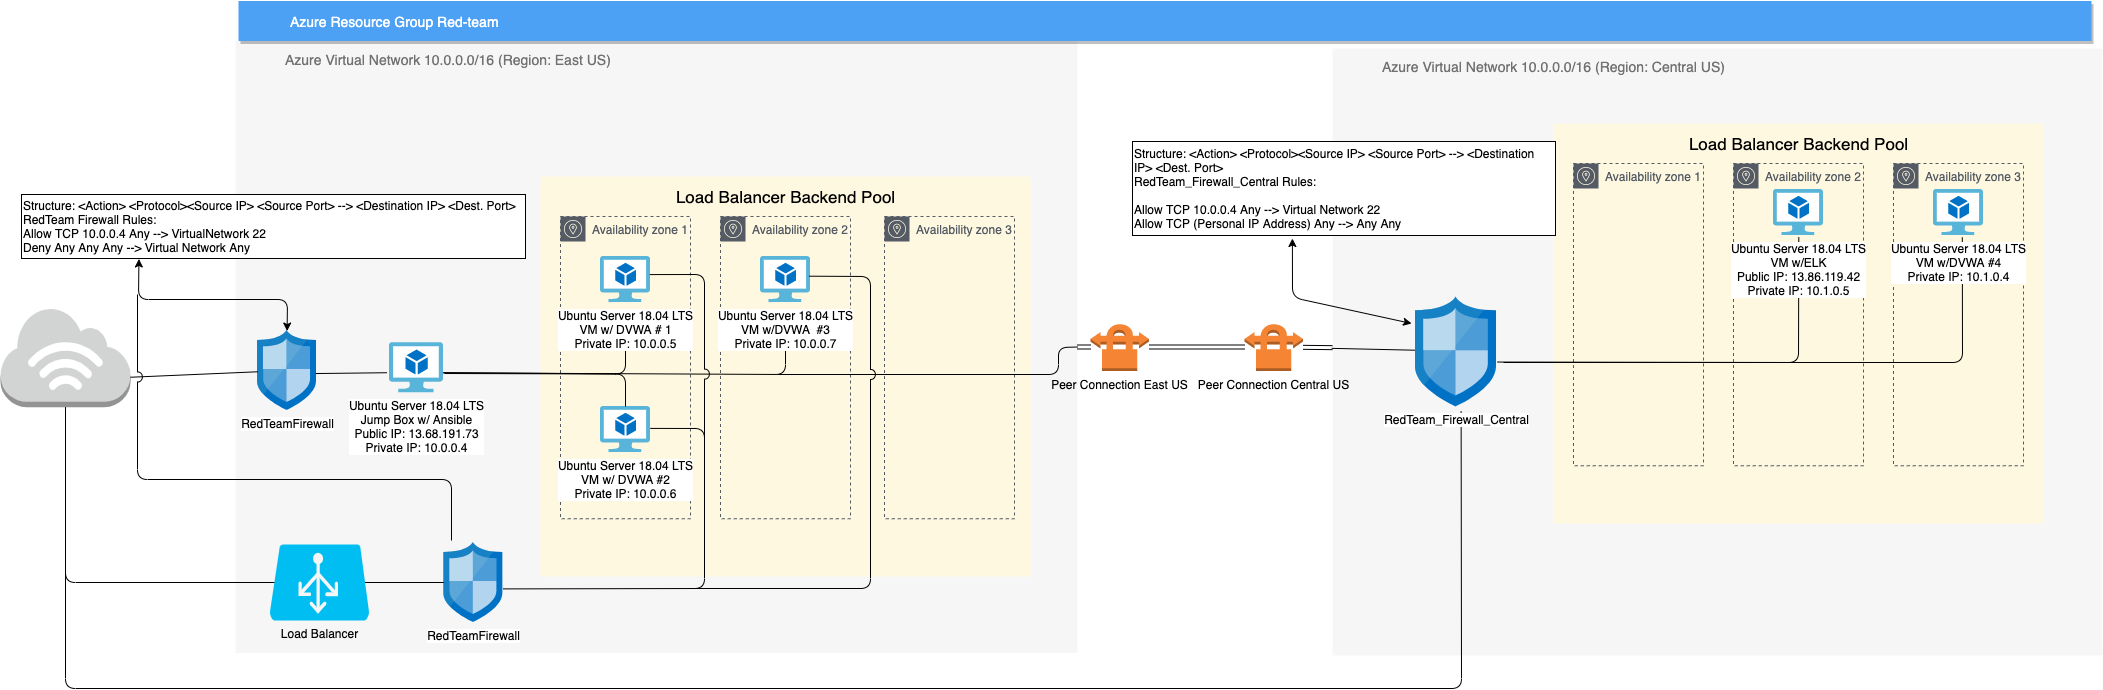 Azure Resource Group Red-team
Azure Virtual Network 10.0.0.0/16 (Region: East US)
Azure Virtual Network 10.0.0.0/16 (Region: Central US)
Structure: <Action> <Protocol><Source IP> <Source Port> --> <Destination IP> <Dest. Port>
RedTeam Firewall Rules:
Allow TCP 10.0.0.4 Any --> VirtualNetwork 22
Deny Any Any Any --> Virtual Network Any
RedTeamFirewall
Ubuntu Server 18.04 LTS
Jump Box w/ Ansible
Public IP: 13.68.191.73
Private IP: 10.0.0.4
Load Balancer Backend Pool
Availability zone 1
Availability zone 2
Availability zone 3
Ubuntu Server 18.04 LTS
VM w/ DVWA # 1
Private IP: 10.0.0.5
Ubuntu Server 18.04 LTS
VM w/DVWA  #3
Private IP: 10.0.0.7
Ubuntu Server 18.04 LTS
VM w/ DVWA #2
Private IP: 10.0.0.6
Load Balancer
RedTeamFirewall
Peer Connection East US
Peer Connection Central US
Structure: <Action> <Protocol><Source IP> <Source Port> --> <Destination
IP> <Dest. Port>
RedTeam_Firewall_Central Rules:
Allow TCP 10.0.0.4 Any --> Virtual Network 22
Allow TCP (Personal IP Address) Any --> Any Any
RedTeam_Firewall_Central
Load Balancer Backend Pool
Availability zone 1
Availability zone 2
Availability zone 3
Ubuntu Server 18.04 LTS
VM w/ELK
Public IP: 13.86.119.42
Private IP: 10.1.0.5
Ubuntu Server 18.04 LTS
VM w/DVWA #4
Private IP: 10.1.0.4